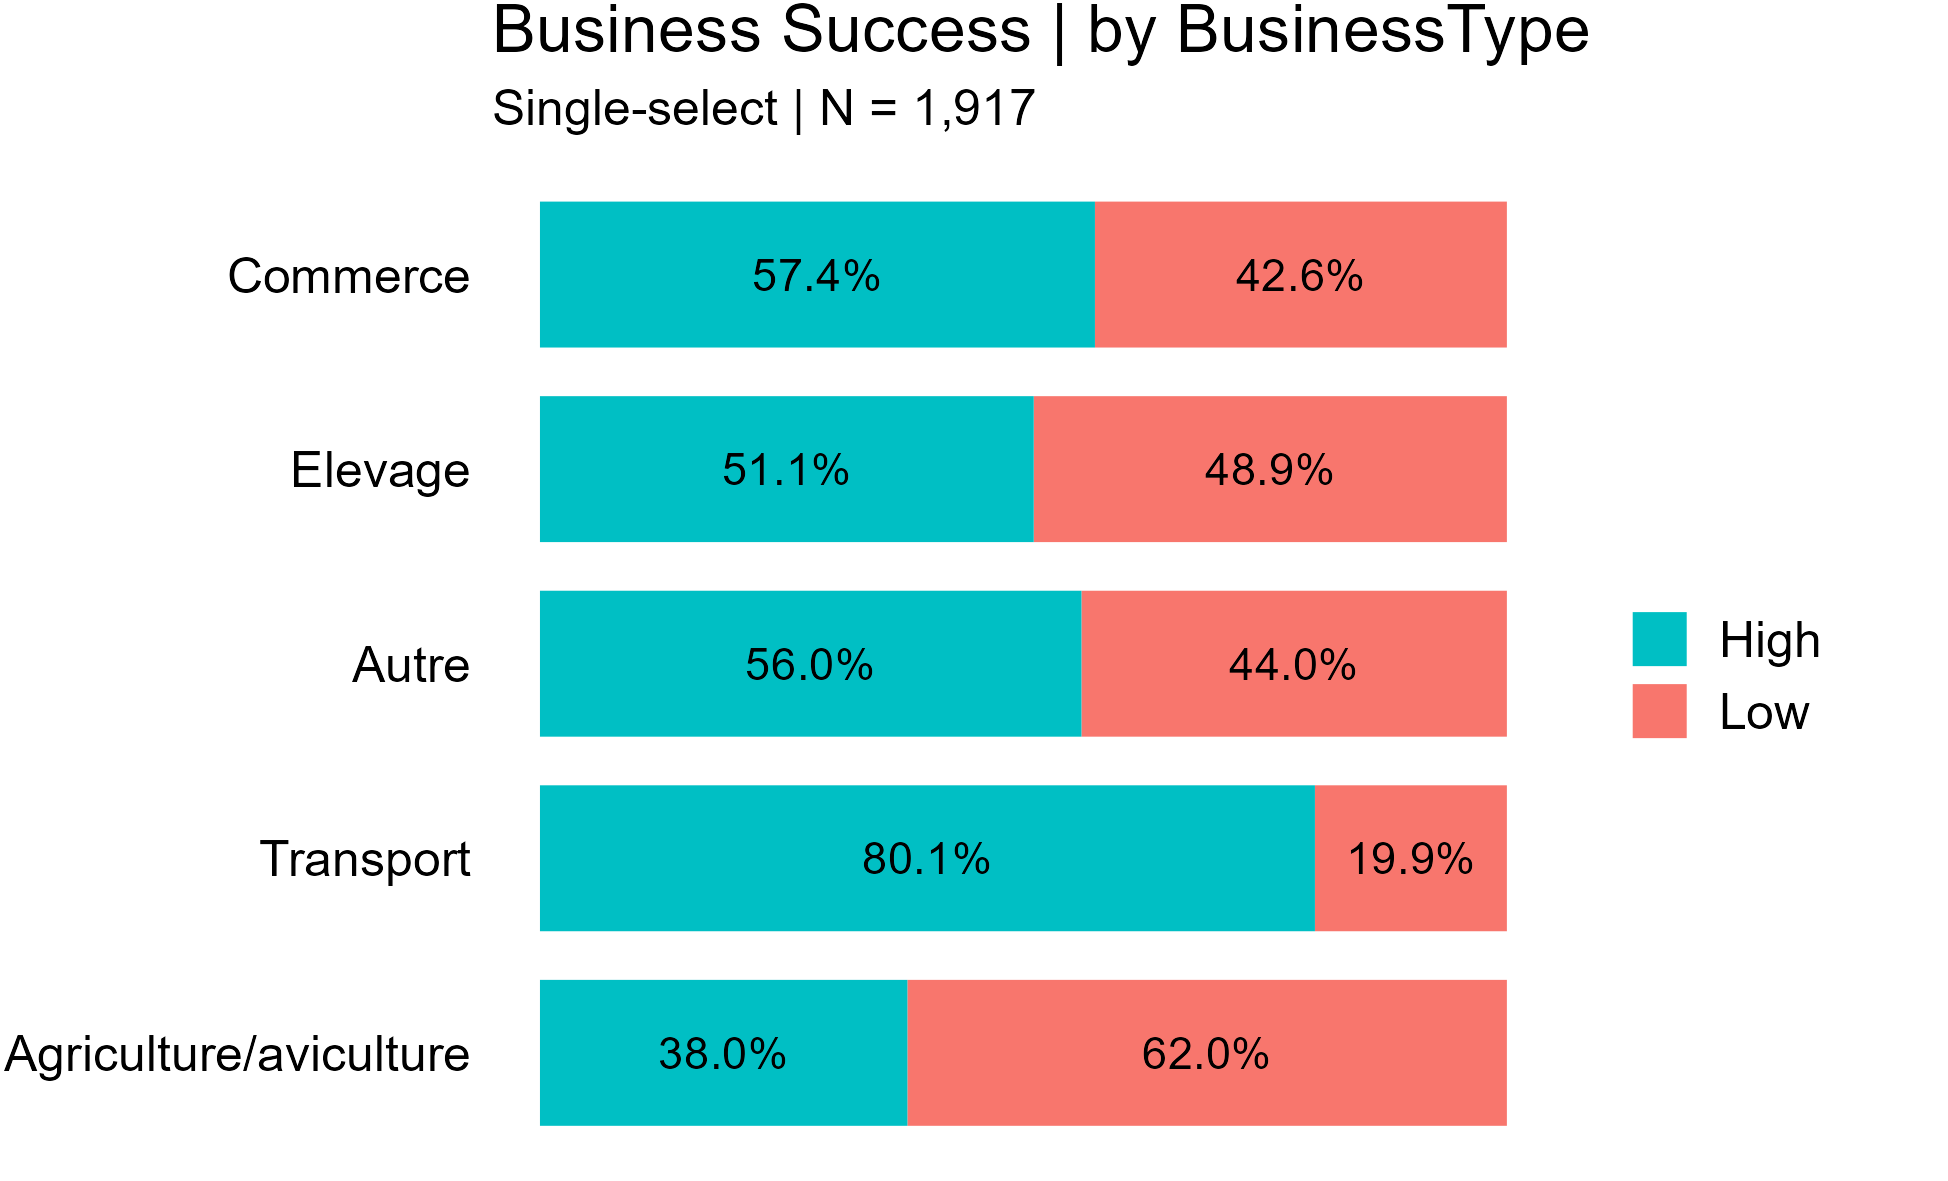 Business Success | by BusinessType
Single-select | N = 1,917
Commerce 57.4% 42.6%
Elevage 51.1% 48.9%
Autre 56.0% 44.0%
Transport 80.1% 19.9%
Agriculture/aviculture 38.0% 62.0%
High
Low